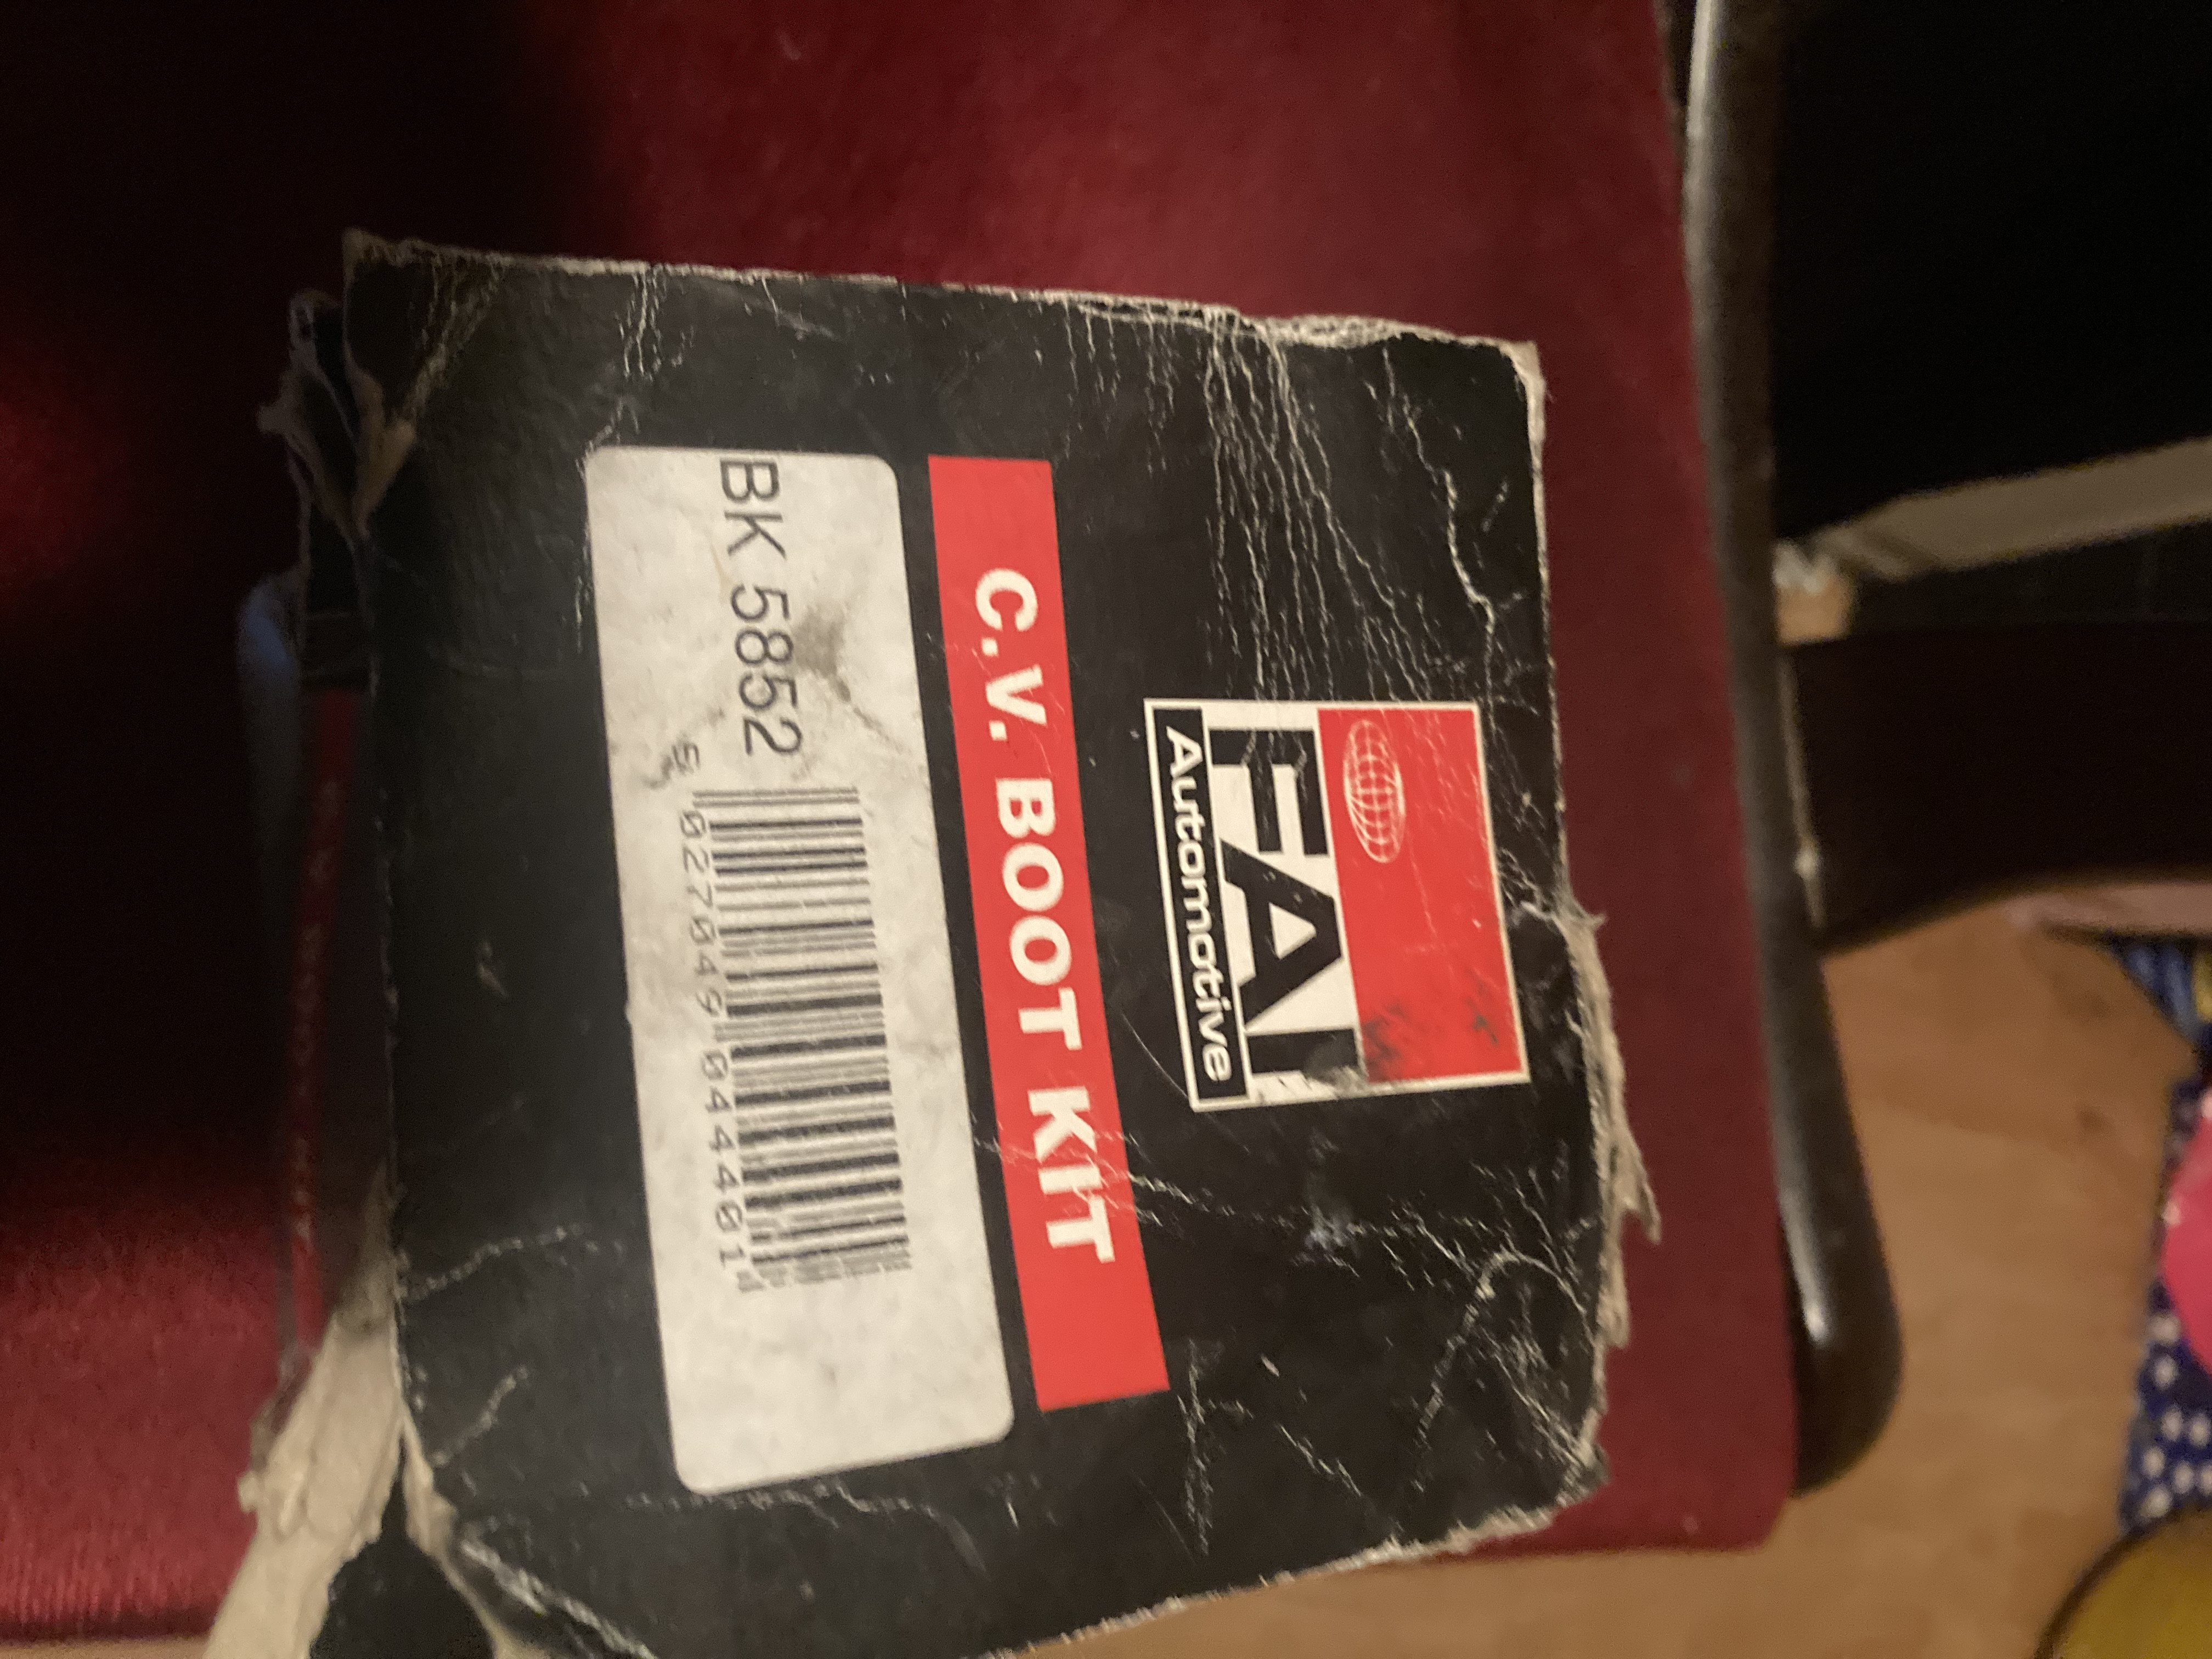 FAI
Automotive
C.V. BOOT KIT
BK 5852
5 027049 044401